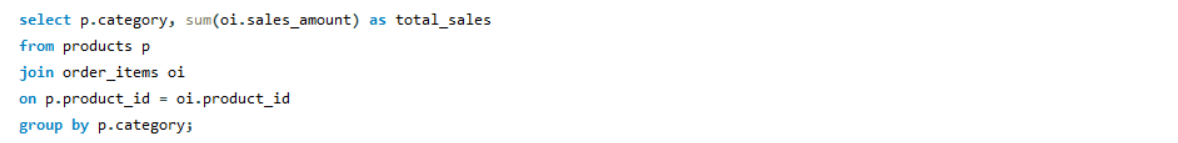 select p.category, sum(oi.sales_amount) as total_sales
from products p
join order_items oi
on p.product_id = oi.product_id
group by p.category;